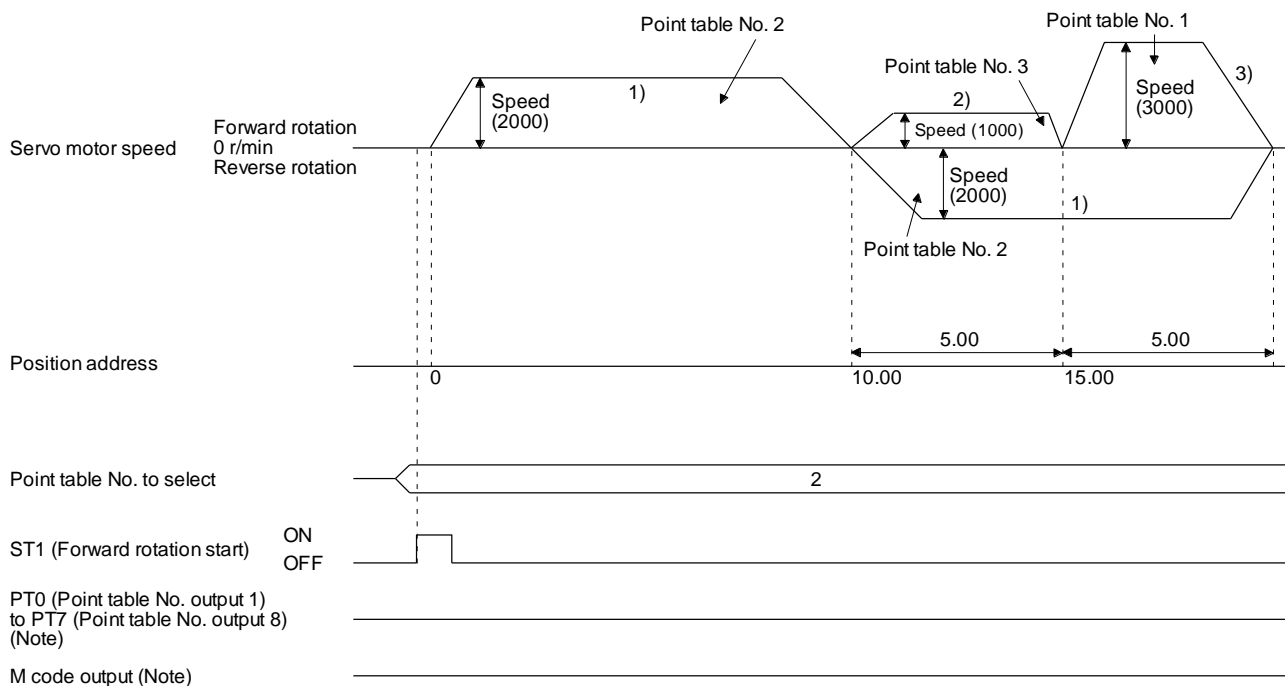 Point table No. 1
Point table No. 2
Point table No. 3
1)
2)
3)
Speed
(2000)
Speed (1000)
Speed
(3000)
Servo motor speed
Forward rotation
0 r/min
Reverse rotation
Speed
(2000)
1)
Point table No. 2
5.00
5.00
Position address
0
10.00
15.00
Point table No. to select
2
ST1 (Forward rotation start)
ON
OFF
PT0 (Point table No. output 1)
to PT7 (Point table No. output 8)
(Note)
M code output (Note)